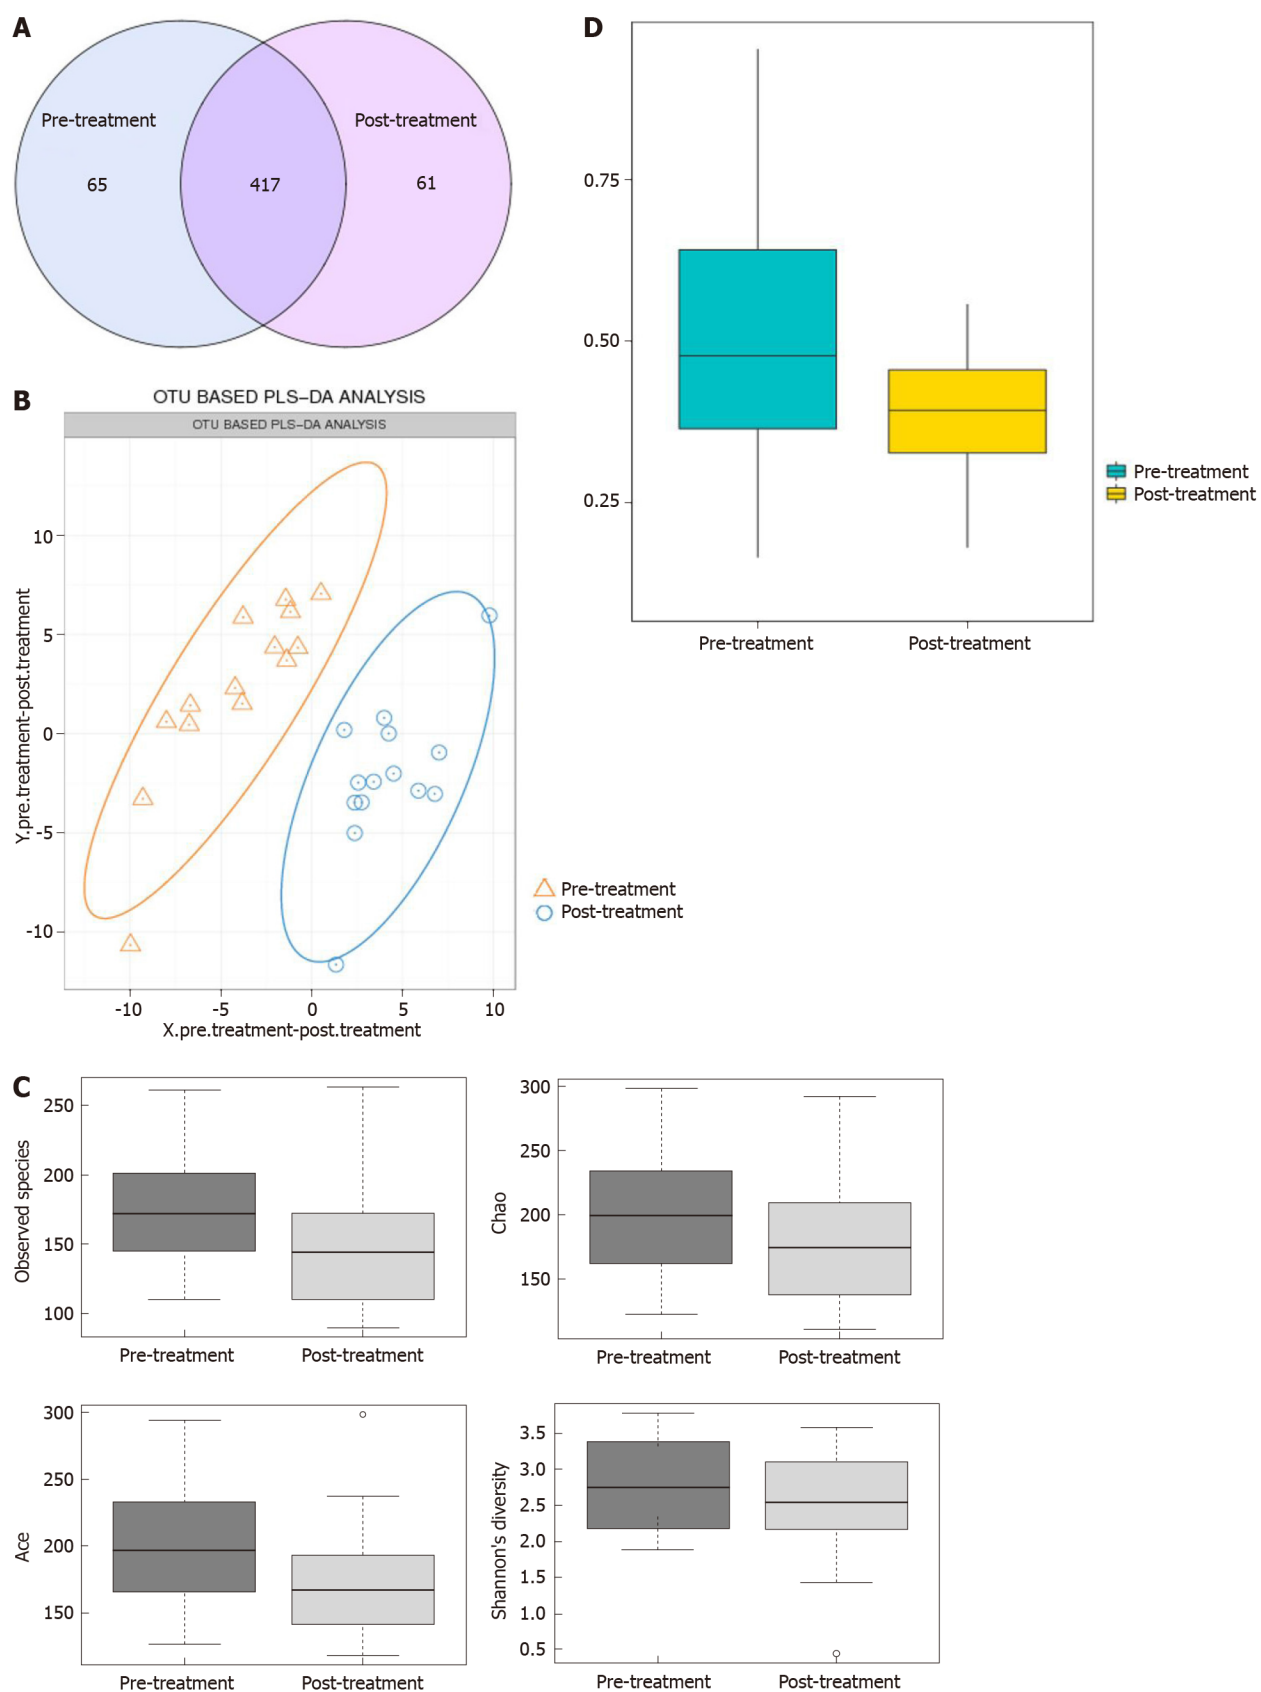 A
Pre-treatment
Post-treatment
65
417
61
B
OTU BASED PLS–DA ANALYSIS
OTU BASED PLS–DA ANALYSIS
Y.pre.treatment-post.treatment
10
5
0
-5
-10
-10
-5
0
5
10
X.pre.treatment-post.treatment
Pre-treatment
Post-treatment
D
0.75
0.50
0.25
Pre-treatment
Post-treatment
Pre-treatment
Post-treatment
C
Observed species
250
200
150
100
Pre-treatment
Post-treatment
Chao
300
250
200
150
Pre-treatment
Post-treatment
Ace
300
250
200
150
Pre-treatment
Post-treatment
Shannon's diversity
3.5
3.0
2.5
2.0
1.5
1.0
0.5
Pre-treatment
Post-treatment